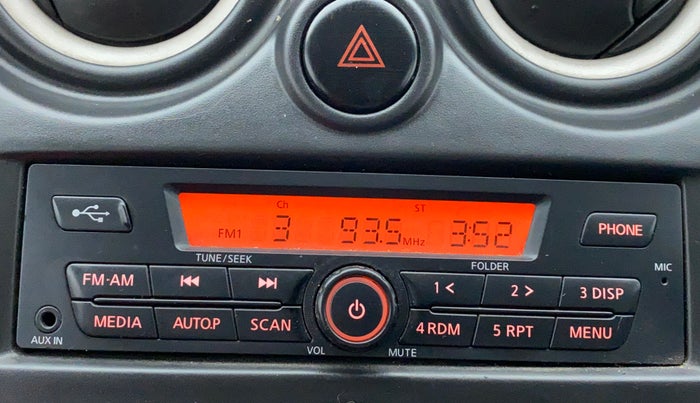 Ch
ST
FM1 3 93.5 MHz 3:52
PHONE
TUNE/SEEK
FOLDER
MIC
FM-AM
1 <
2 >
3 DISP
MEDIA
AUTO.P
SCAN
4 RDM
5 RPT
MENU
AUX IN
VOL
MUTE